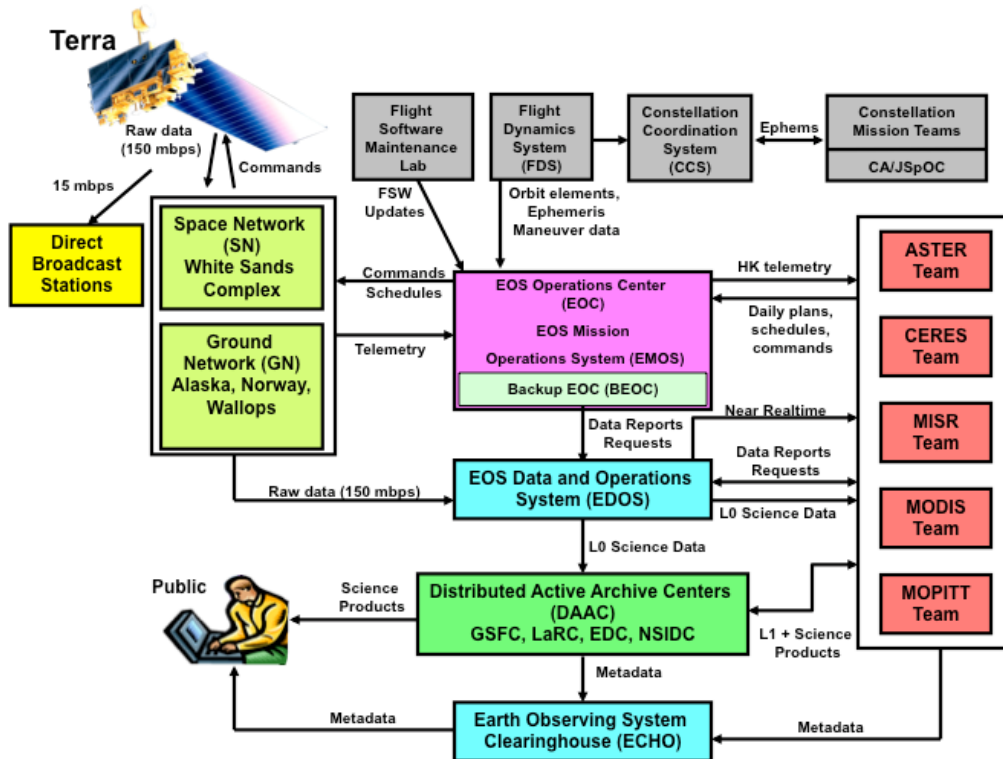 Terra
Raw data
(150 mbps)
Commands
15 mbps
Direct
Broadcast
Stations
Space Network
(SN)
White Sands
Complex
Ground
Network (GN)
Alaska, Norway,
Wallops
Flight
Software
Maintenance
Lab
Flight
Dynamics
System
(FDS)
Constellation
Coordination
System
(CCS)
Ephems
Constellation
Mission Teams
CA/JSpOC
FSW
Updates
Orbit elements,
Ephemeris
Maneuver data
Commands
Schedules
Telemetry
EOS Operations Center
(EOC)
EOS Mission
Operations System (EMOS)
Backup EOC (BEOC)
HK telemetry
Daily plans,
schedules,
commands
ASTER
Team
CERES
Team
MISR
Team
MODIS
Team
MOPITT
Team
Data Reports
Requests
Near Realtime
Data Reports
Requests
Raw data (150 mbps)
EOS Data and Operations
System (EDOS)
L0 Science Data
L0 Science Data
Public
Science
Products
Distributed Active Archive Centers
(DAAC)
GSFC, LaRC, EDC, NSIDC
L1 + Science
Products
Metadata
Metadata
Earth Observing System
Clearinghouse (ECHO)
Metadata